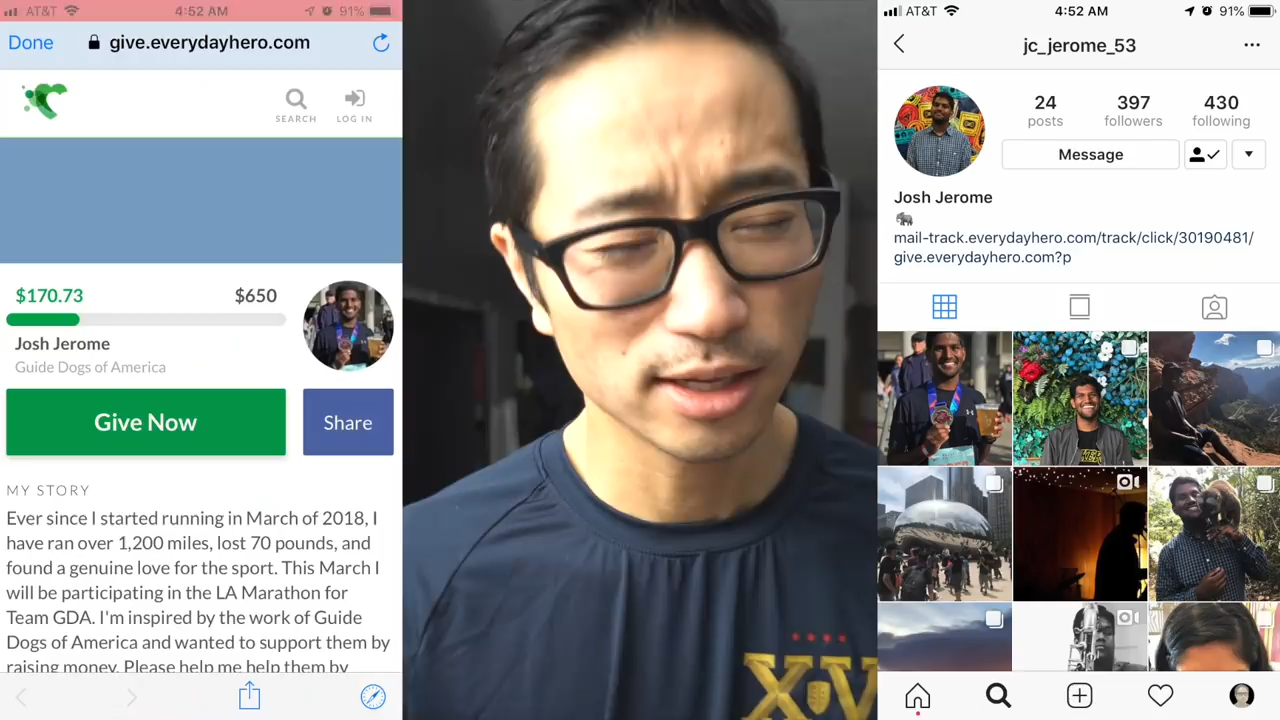 AT&T 4:52 AM 91%
Done give.everydayhero.com
SEARCH LOG IN
$170.73 $650
Josh Jerome
Guide Dogs of America
Give Now Share
MY STORY
Ever since I started running in March of 2018, I
have ran over 1,200 miles, lost 70 pounds, and
found a genuine love for the sport. This March I
will be participating in the LA Marathon for
Team GDA. I'm inspired by the work of Guide
Dogs of America and wanted to support them by
raising money. Please help me help them by
XV
AT&T 4:52 AM 91%
jc_jerome_53
24 397 430
posts followers following
Message
Josh Jerome
🐘
mail-track.everydayhero.com/track/click/30190481/
give.everydayhero.com?p